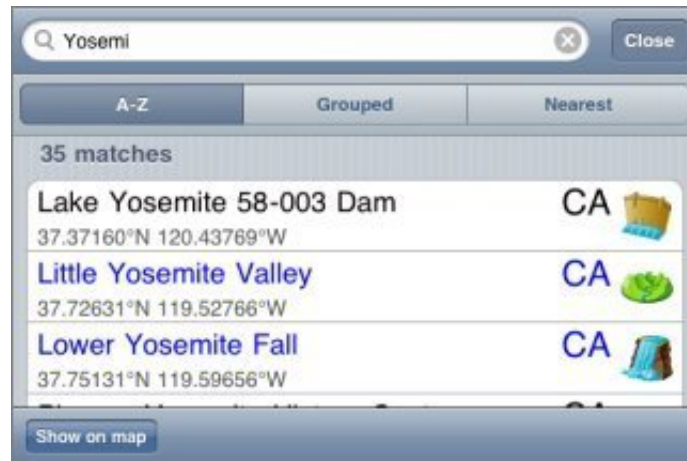 Yosemi
Close
A-Z Grouped Nearest
35 matches
Lake Yosemite 58-003 Dam CA
37.37160°N 120.43769°W
Little Yosemite Valley CA
37.72631°N 119.52766°W
Lower Yosemite Fall CA
37.75131°N 119.59656°W
Show on map